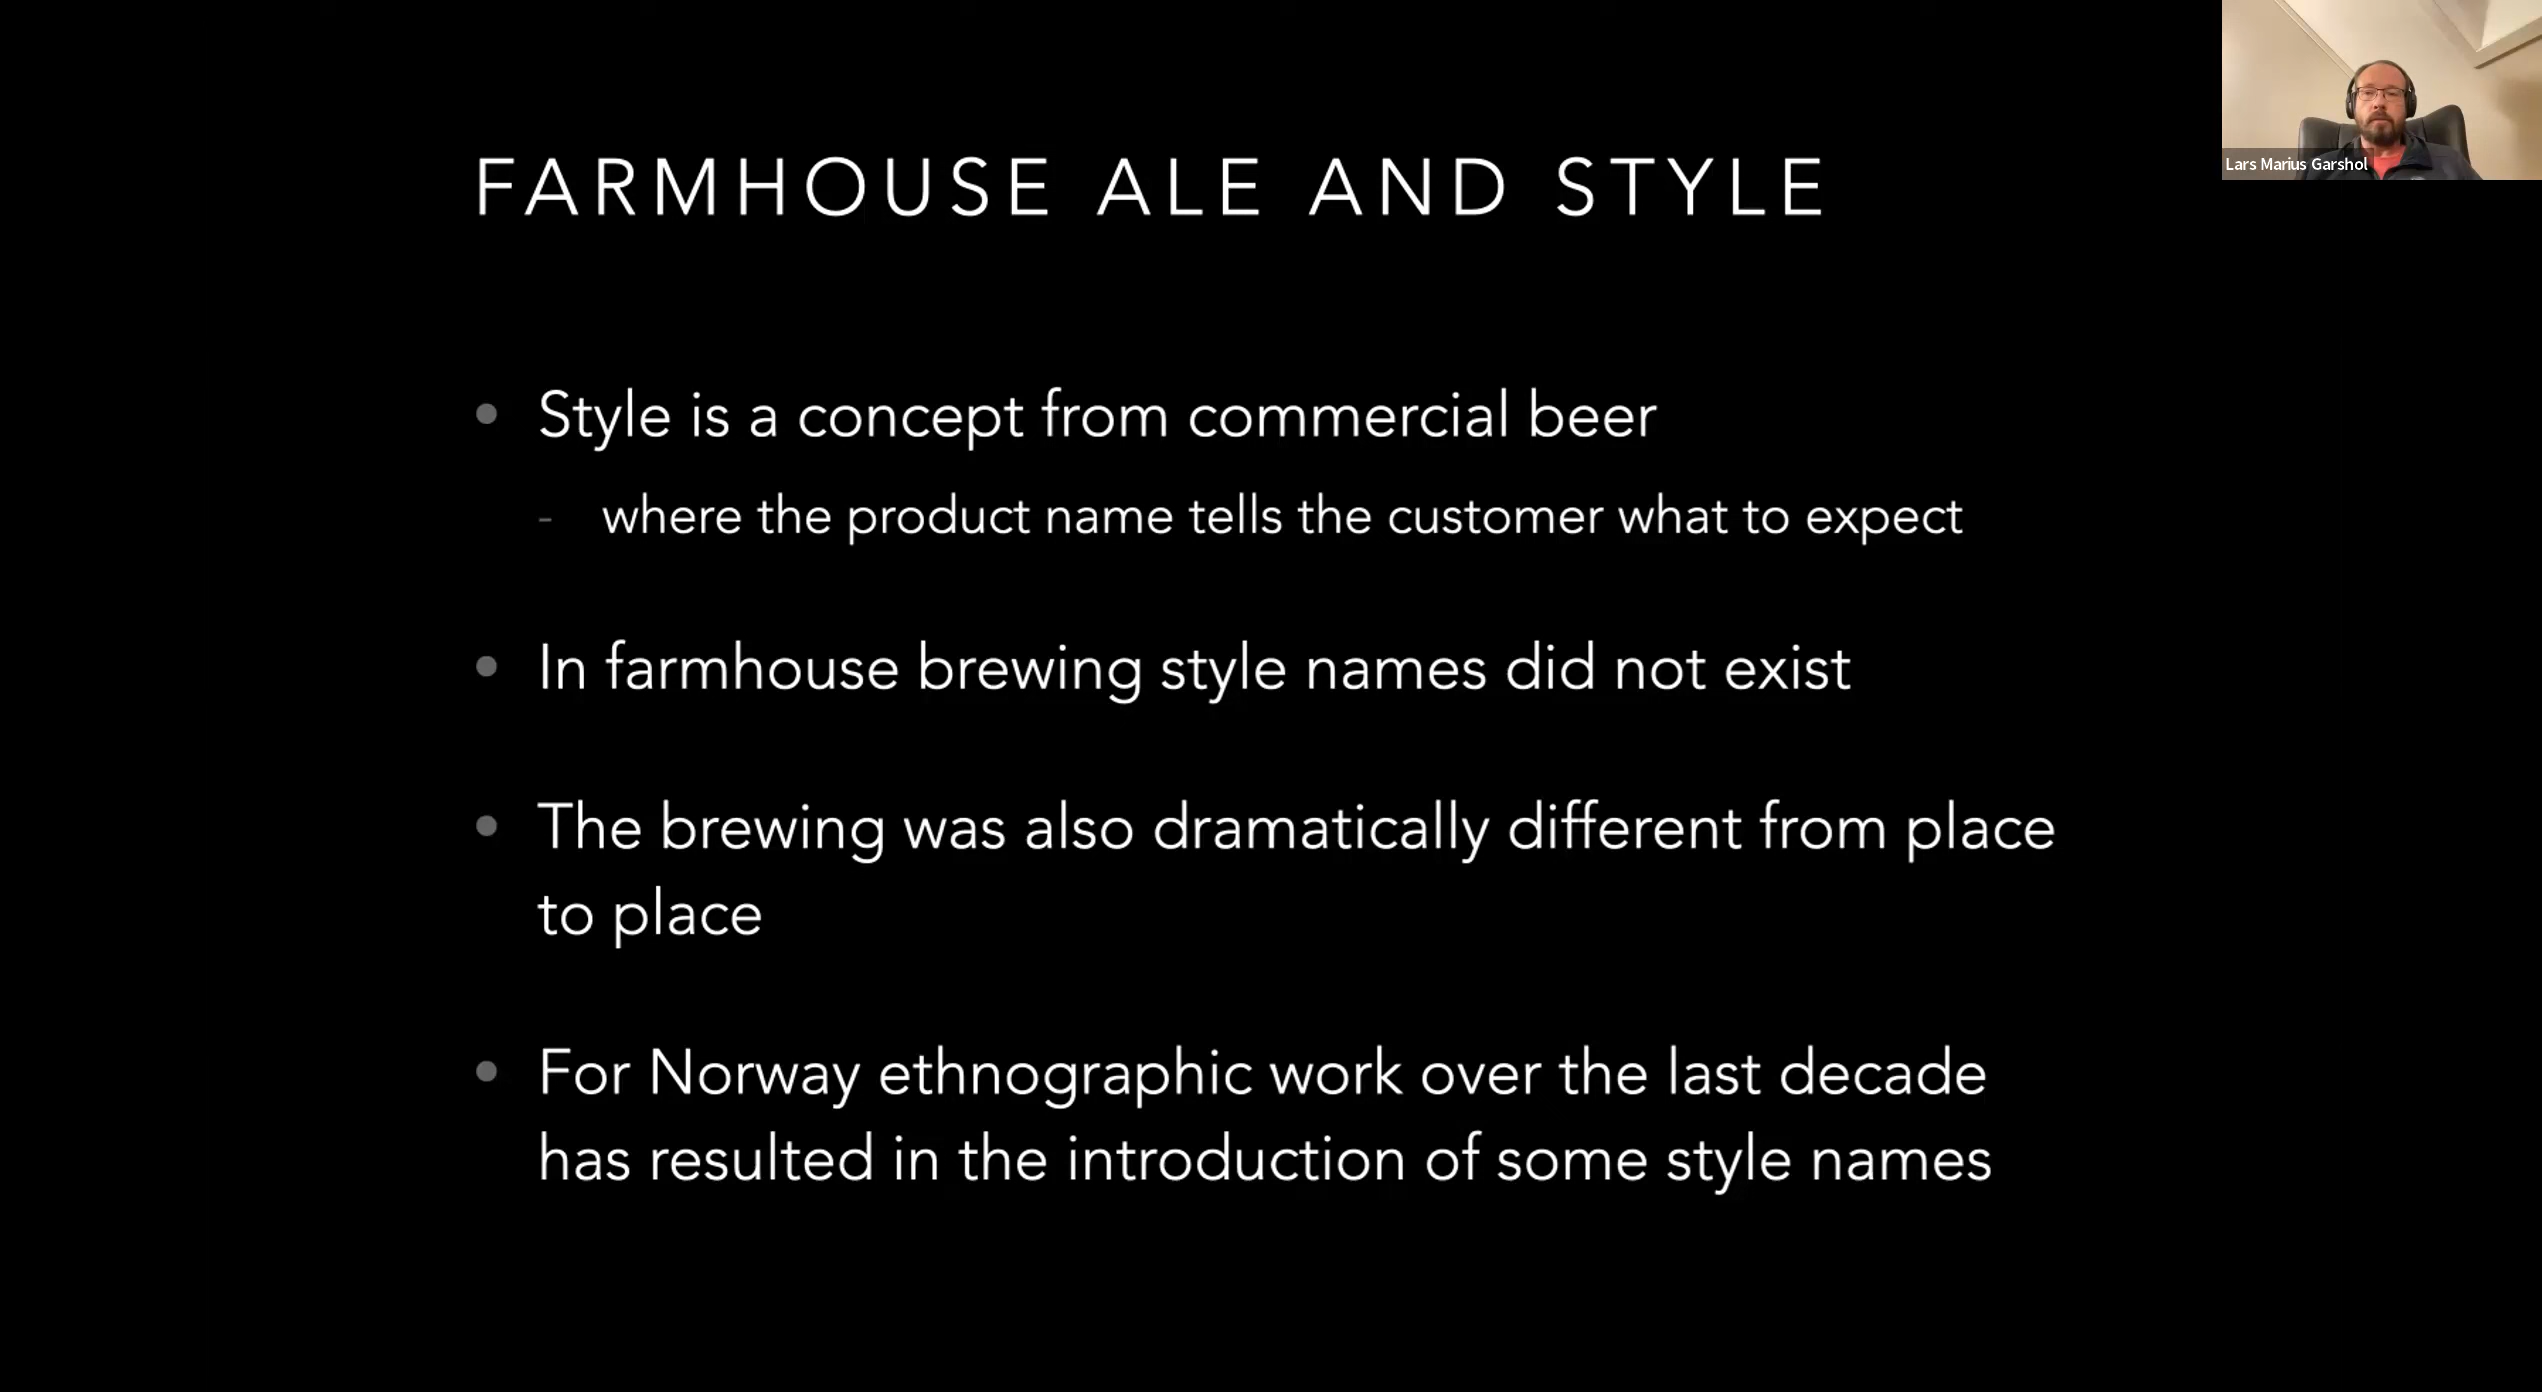 FARMHOUSE ALE AND STYLE
Lars Marius Garshol
• Style is a concept from commercial beer
- where the product name tells the customer what to expect
• In farmhouse brewing style names did not exist
• The brewing was also dramatically different from place
to place
• For Norway ethnographic work over the last decade
has resulted in the introduction of some style names